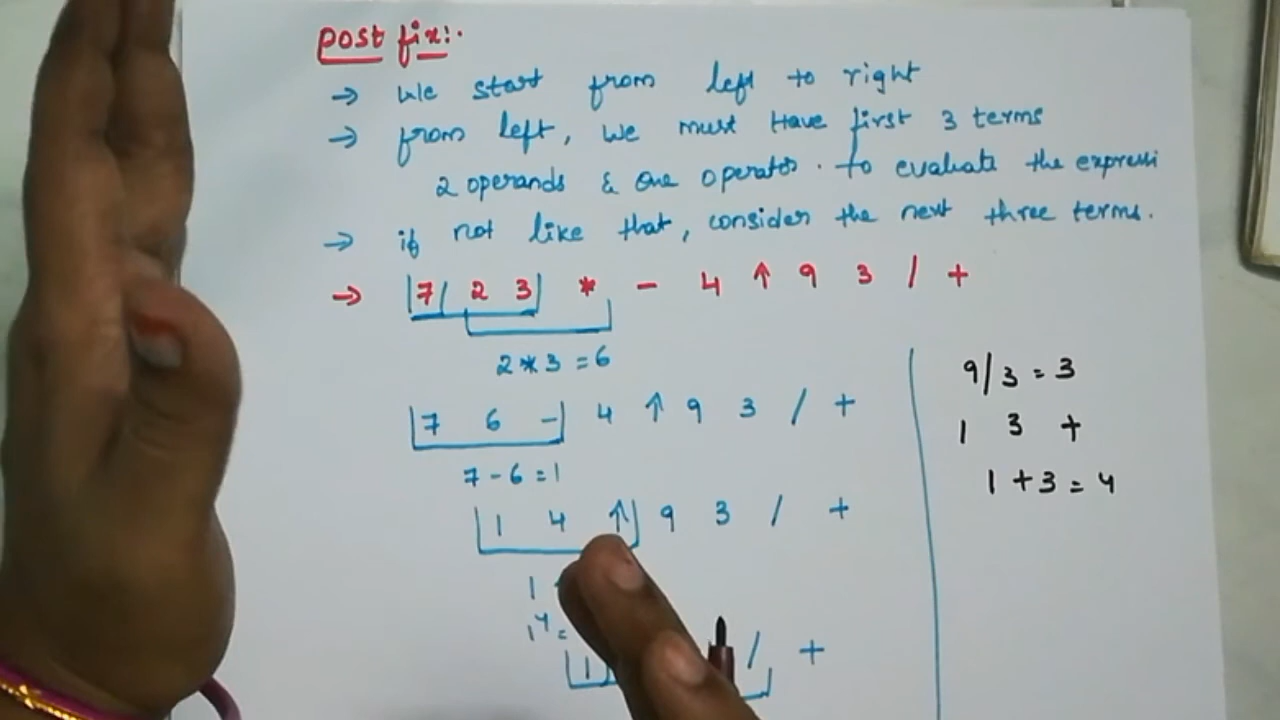 post fix:-
→ We start from left to right
→ from left, we must Have first 3 terms
2 operands & one operator. to evaluate the expressi
→ if not like that, consider the next three terms.
→ 7 2 3 * - 4 ↑ 9 3 / +
2*3 = 6
7 6 - 4 ↑ 9 3 / +
7-6 = 1
1 4 ↑ 9 3 / +
1
1⁴ =
1 / +
9/3 = 3
1 3 +
1+3 = 4